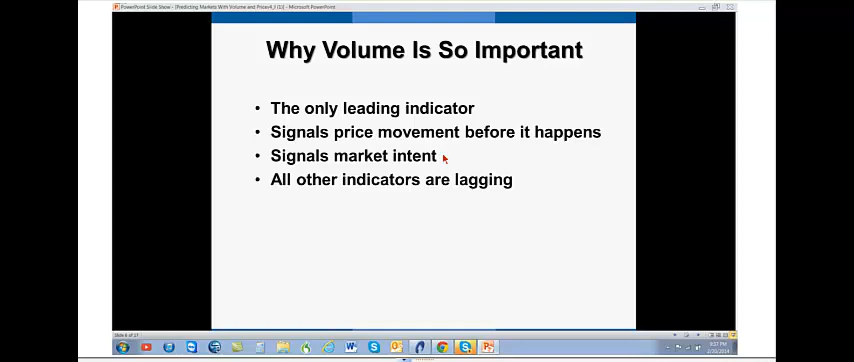 PowerPoint Slide Show - [Predicting Markets With Volume and Pricev4_f (1)] - Microsoft PowerPoint
Why Volume Is So Important
• The only leading indicator
• Signals price movement before it happens
• Signals market intent
• All other indicators are lagging
Slide 6 of 17
9:07 PM
2/20/2014